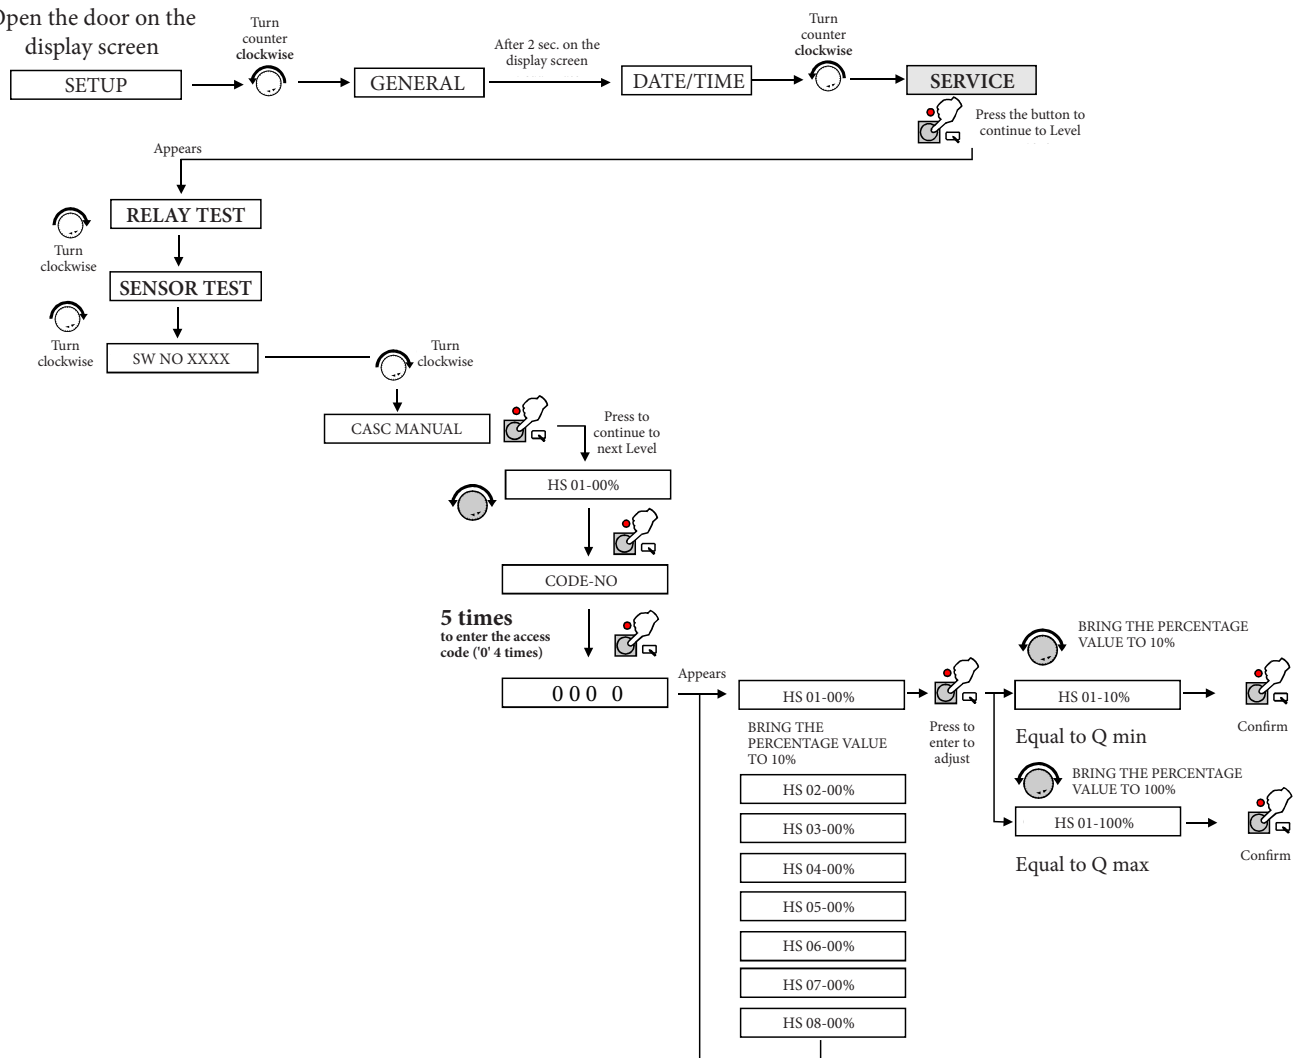 Open the door on the
display screen
SETUP
Turn
counter
clockwise
GENERAL
After 2 sec. on the
display screen
DATE/TIME
Turn
counter
clockwise
SERVICE
Press the button to
continue to Level
Appears
RELAY TEST
Turn
clockwise
SENSOR TEST
Turn
clockwise
SW NO XXXX
Turn
clockwise
CASC MANUAL
Press to
continue to
next Level
HS 01-00%
CODE-NO
5 times
to enter the access
code ('0' 4 times)
0 0 0 0
Appears
HS 01-00%
BRING THE
PERCENTAGE VALUE
TO 10%
HS 02-00%
HS 03-00%
HS 04-00%
HS 05-00%
HS 06-00%
HS 07-00%
HS 08-00%
Press to
enter to
adjust
BRING THE PERCENTAGE
VALUE TO 10%
HS 01-10%
Confirm
Equal to Q min
BRING THE PERCENTAGE
VALUE TO 100%
HS 01-100%
Confirm
Equal to Q max